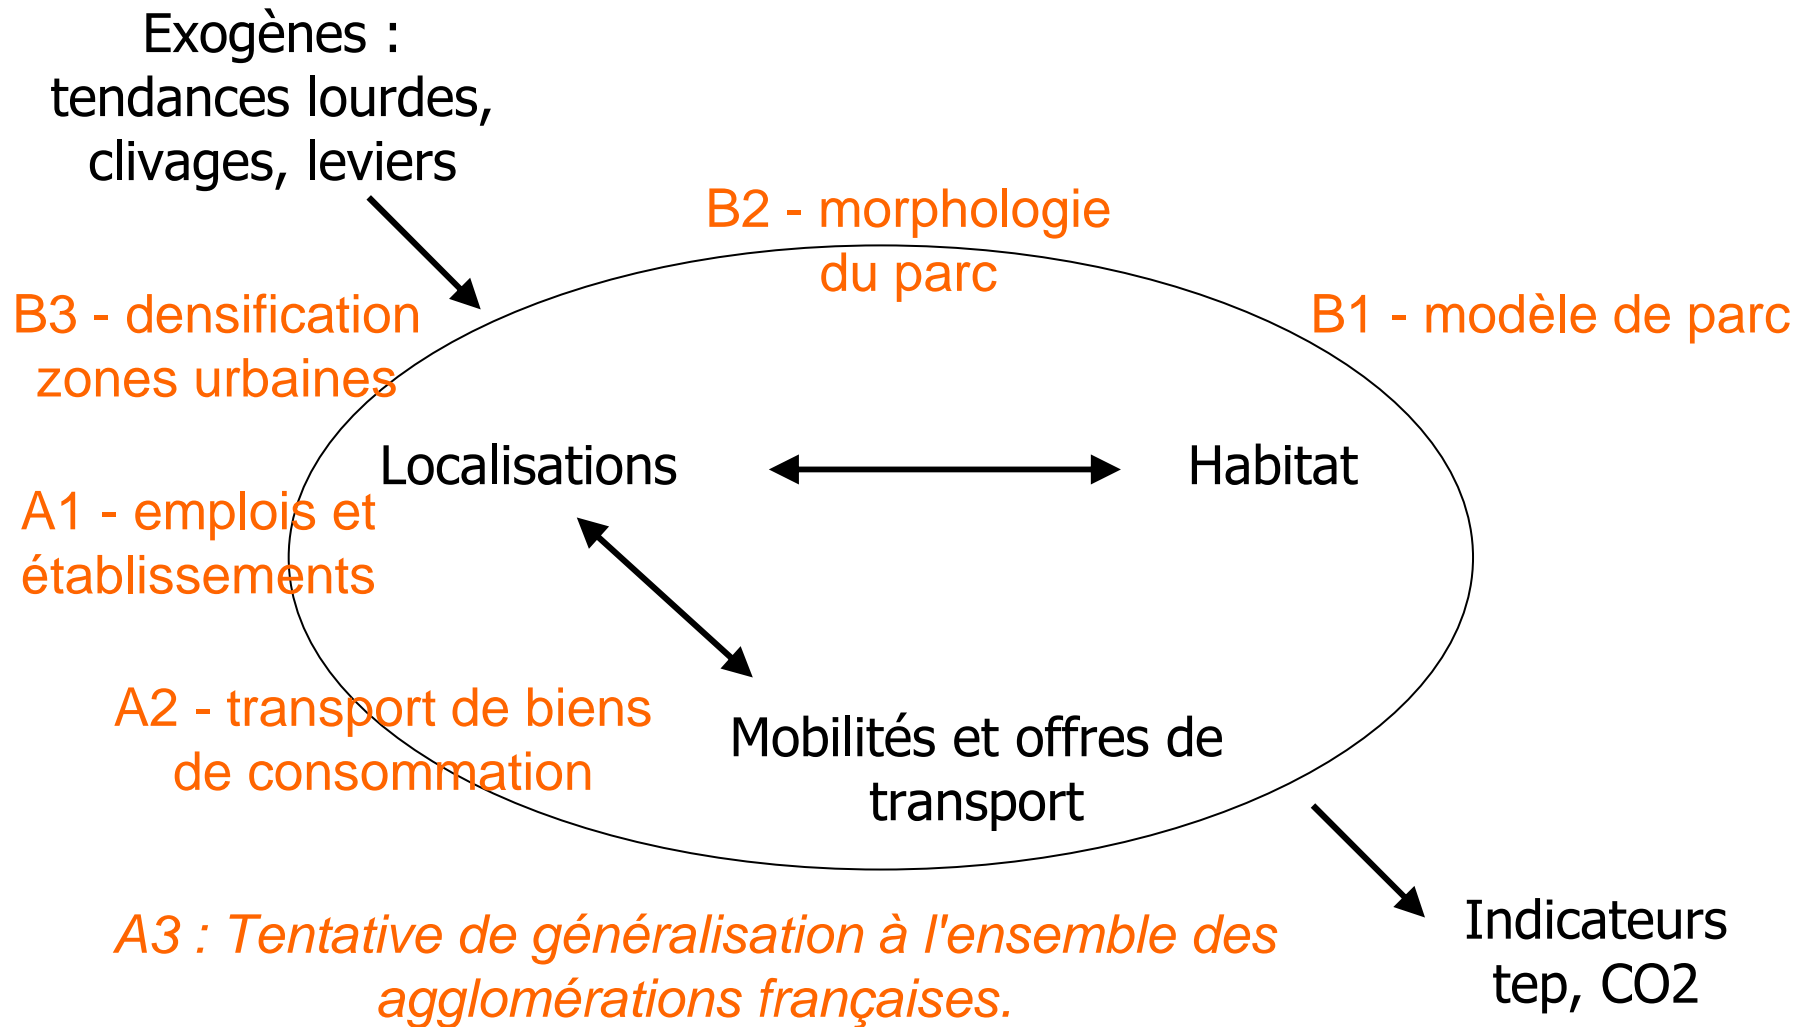 Exogènes :
tendances lourdes,
clivages, leviers
B2 - morphologie
du parc
B3 - densification
zones urbaines
B1 - modèle de parc
Localisations
Habitat
A1 - emplois et
établissements
A2 - transport de biens
de consommation
Mobilités et offres de
transport
A3 : Tentative de généralisation à l'ensemble des
agglomérations françaises.
Indicateurs
tep, CO2